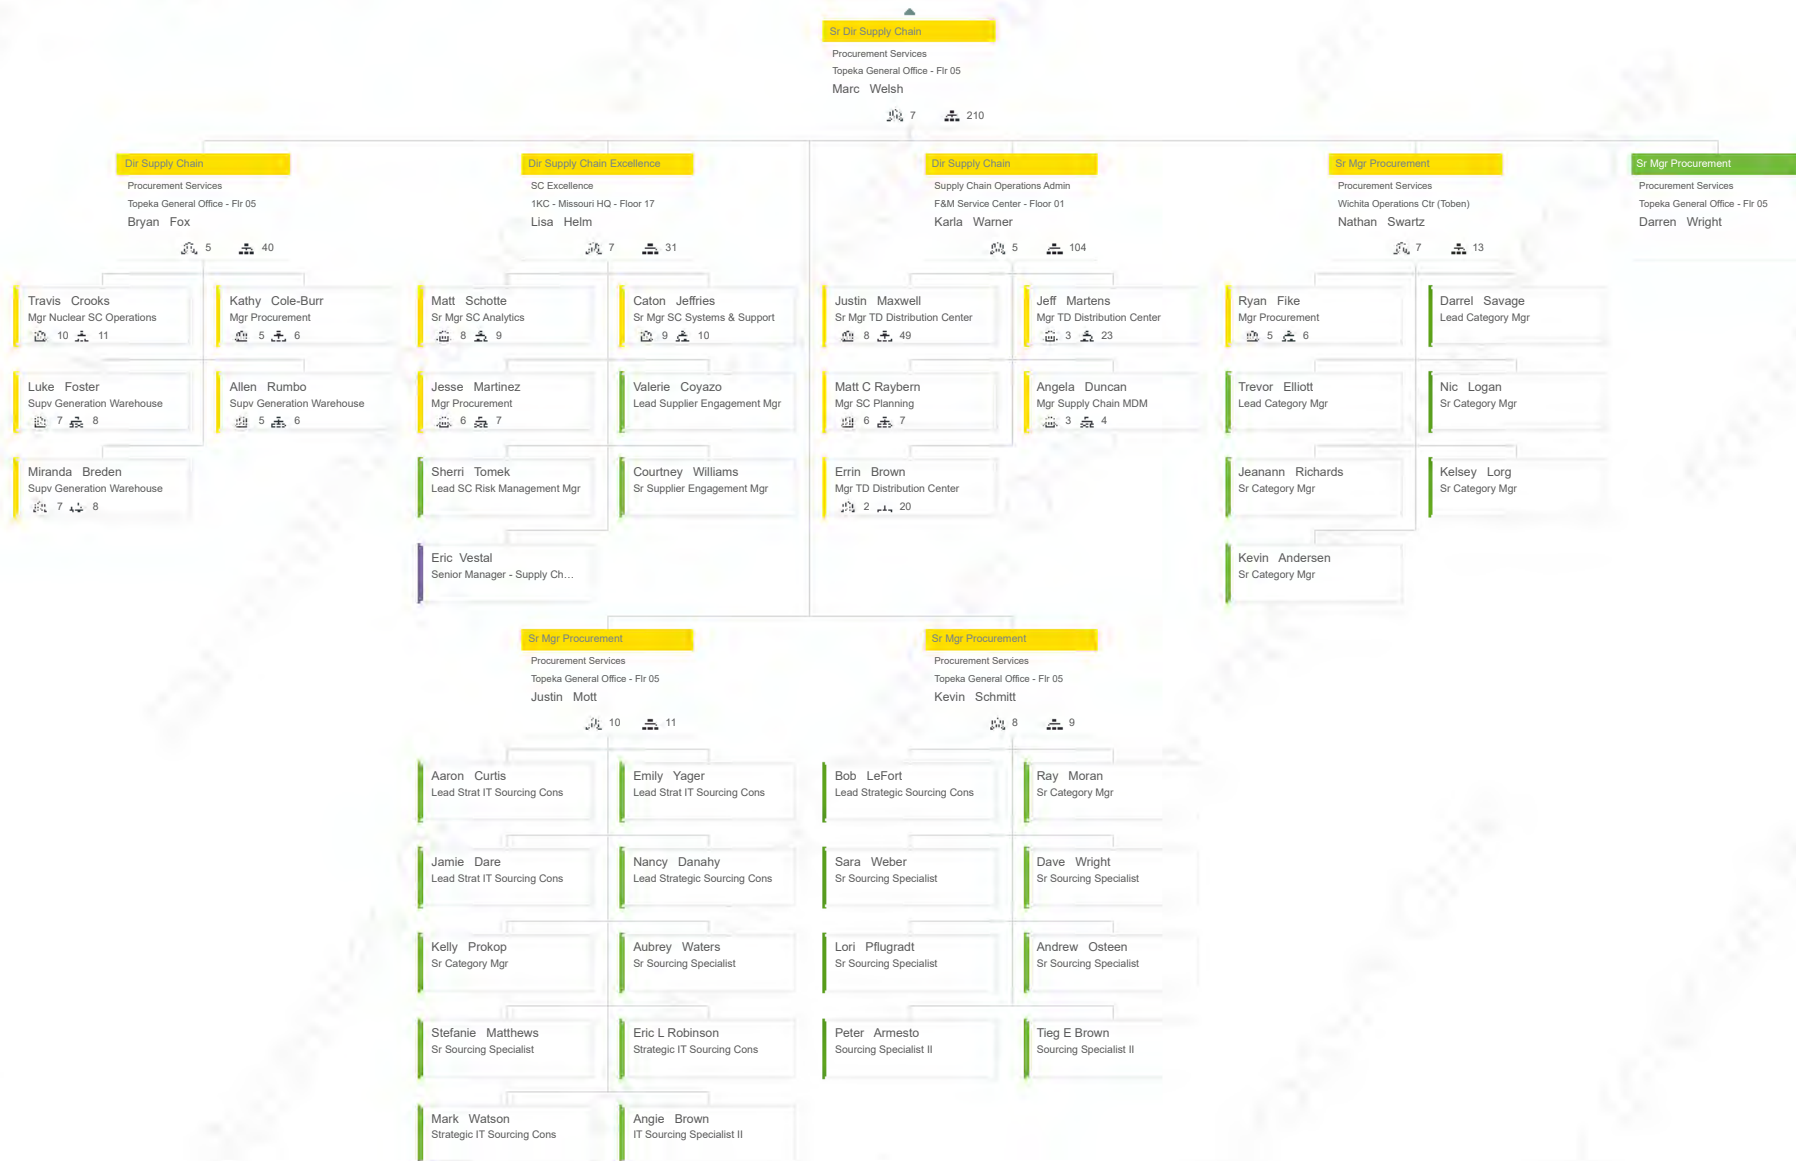 Sr Dir Supply Chain
Procurement Services
Topeka General Office - Flr 05
Marc Welsh
7 210
Dir Supply Chain
Procurement Services
Topeka General Office - Flr 05
Bryan Fox
5 40
Travis Crooks
Mgr Nuclear SC Operations
10 11
Kathy Cole-Burr
Mgr Procurement
5 6
Luke Foster
Supv Generation Warehouse
7 8
Allen Rumbo
Supv Generation Warehouse
5 6
Miranda Breden
Supv Generation Warehouse
7 8
Dir Supply Chain Excellence
SC Excellence
1KC - Missouri HQ - Floor 17
Lisa Helm
7 31
Matt Schotte
Sr Mgr SC Analytics
8 9
Caton Jeffries
Sr Mgr SC Systems & Support
9 10
Jesse Martinez
Mgr Procurement
6 7
Valerie Coyazo
Lead Supplier Engagement Mgr
Sherri Tomek
Lead SC Risk Management Mgr
Courtney Williams
Sr Supplier Engagement Mgr
Eric Vestal
Senior Manager - Supply Ch...
Dir Supply Chain
Supply Chain Operations Admin
F&M Service Center - Floor 01
Karla Warner
5 104
Justin Maxwell
Sr Mgr TD Distribution Center
8 49
Jeff Martens
Mgr TD Distribution Center
3 23
Matt C Raybern
Mgr SC Planning
6 7
Angela Duncan
Mgr Supply Chain MDM
3 4
Errin Brown
Mgr TD Distribution Center
2 20
Sr Mgr Procurement
Procurement Services
Wichita Operations Ctr (Toben)
Nathan Swartz
7 13
Ryan Fike
Mgr Procurement
5 6
Darrel Savage
Lead Category Mgr
Trevor Elliott
Lead Category Mgr
Nic Logan
Sr Category Mgr
Jeanann Richards
Sr Category Mgr
Kelsey Lorg
Sr Category Mgr
Kevin Andersen
Sr Category Mgr
Sr Mgr Procurement
Procurement Services
Topeka General Office - Flr 05
Darren Wright
Sr Mgr Procurement
Procurement Services
Topeka General Office - Flr 05
Justin Mott
10 11
Aaron Curtis
Lead Strat IT Sourcing Cons
Emily Yager
Lead Strat IT Sourcing Cons
Jamie Dare
Lead Strat IT Sourcing Cons
Nancy Danahy
Lead Strategic Sourcing Cons
Kelly Prokop
Sr Category Mgr
Aubrey Waters
Sr Sourcing Specialist
Stefanie Matthews
Sr Sourcing Specialist
Eric L Robinson
Strategic IT Sourcing Cons
Mark Watson
Strategic IT Sourcing Cons
Angie Brown
IT Sourcing Specialist II
Sr Mgr Procurement
Procurement Services
Topeka General Office - Flr 05
Kevin Schmitt
8 9
Bob LeFort
Lead Strategic Sourcing Cons
Ray Moran
Sr Category Mgr
Sara Weber
Sr Sourcing Specialist
Dave Wright
Sr Sourcing Specialist
Lori Pflugradt
Sr Sourcing Specialist
Andrew Osteen
Sr Sourcing Specialist
Peter Armesto
Sourcing Specialist II
Tieg E Brown
Sourcing Specialist II